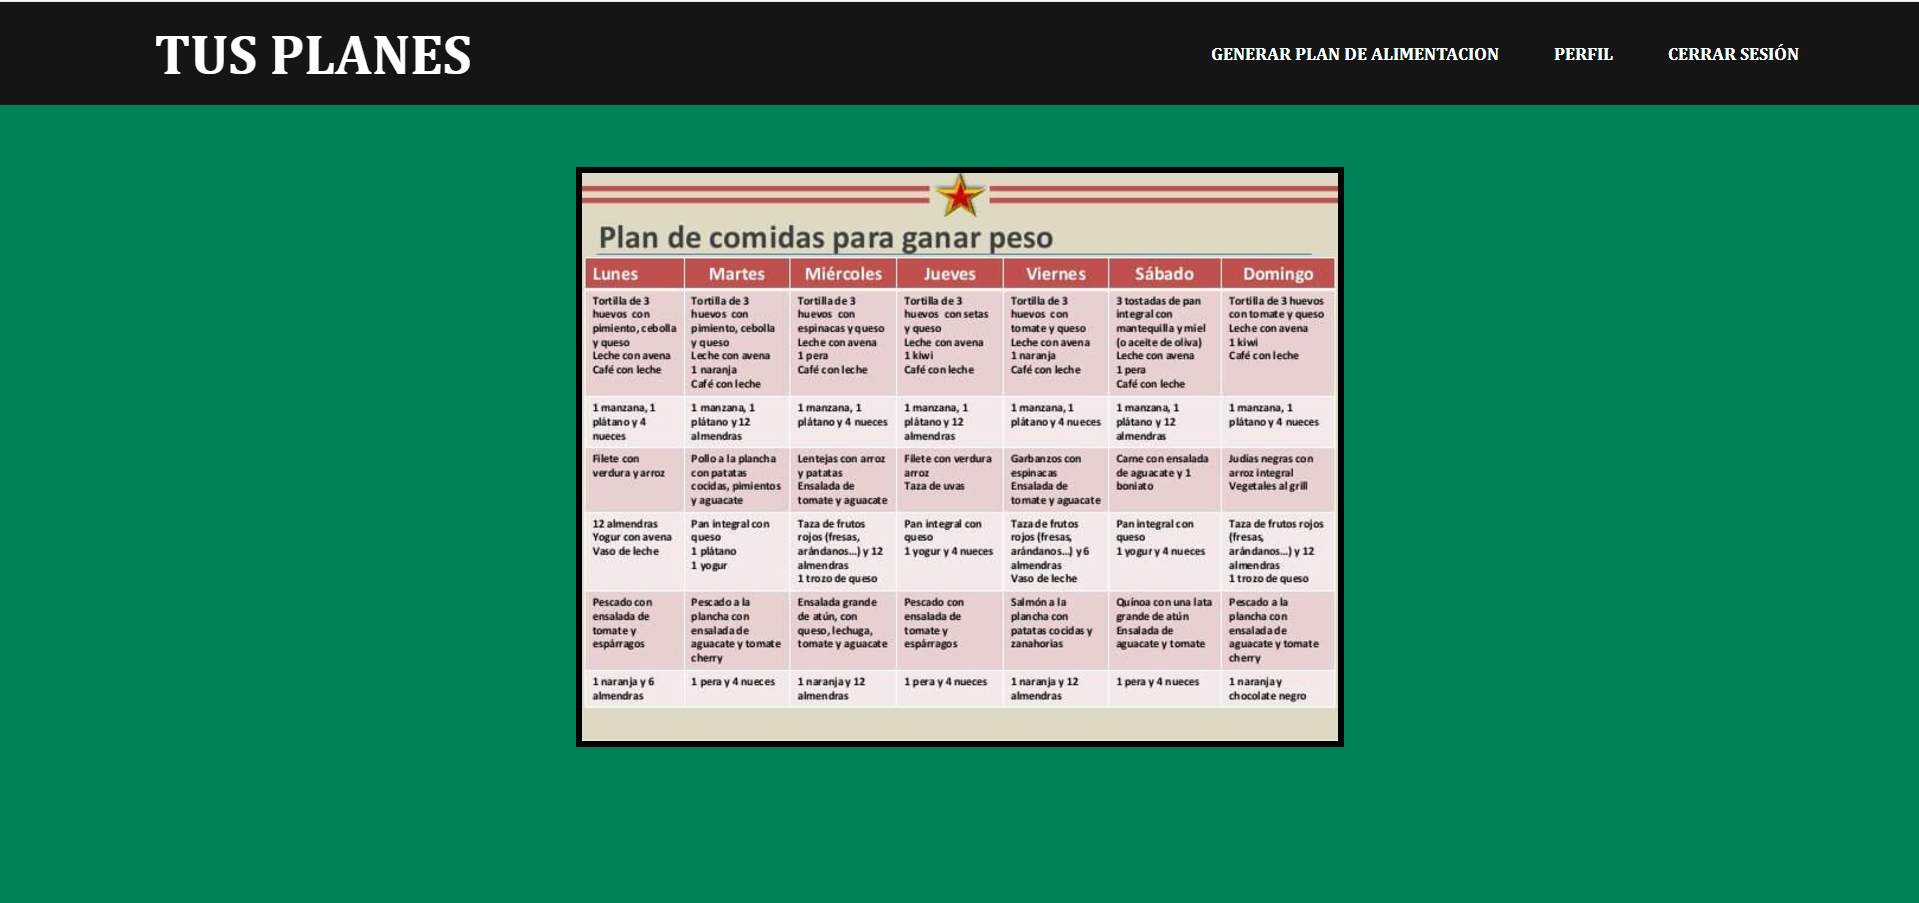 TUS PLANES
GENERAR PLAN DE ALIMENTACION
PERFIL
CERRAR SESIÓN
Plan de comidas para ganar peso
Lunes
Martes
Miércoles
Jueves
Viernes
Sábado
Domingo
Tortilla de 3
huevos con
pimiento, cebolla
y queso
Leche con avena
Café con leche
Tortilla de 3
huevos con
pimiento, cebolla
y queso
Leche con avena
1 naranja
Café con leche
Tortilla de 3
huevos con
espinacas y queso
Leche con avena
1 pera
Café con leche
Tortilla de 3
huevos con setas
y queso
Leche con avena
1 kiwi
Café con leche
Tortilla de 3
huevos con
tomate y queso
Leche con avena
1 naranja
Café con leche
3 tostadas de pan
integral con
mantequilla y miel
(o aceite de oliva)
Leche con avena
1 pera
Café con leche
Tortilla de 3 huevos
con tomate y queso
Leche con avena
1 kiwi
Café con leche
1 manzana, 1
plátano y 4
nueces
1 manzana, 1
plátano y 12
almendras
1 manzana, 1
plátano y 4 nueces
1 manzana, 1
plátano y 12
almendras
1 manzana, 1
plátano y 4 nueces
1 manzana, 1
plátano y 12
almendras
1 manzana, 1
plátano y 4 nueces
Filete con
verdura y arroz
Pollo a la plancha
con patatas
cocidas, pimientos
y aguacate
Lentejas con arroz
y patatas
Ensalada de
tomate y aguacate
Filete con verdura
arroz
Taza de uvas
Garbanzos con
espinacas
Ensalada de
tomate y aguacate
Carne con ensalada
de aguacate y 1
boniato
Judías negras con
arroz integral
Vegetales al grill
12 almendras
Yogur con avena
Vaso de leche
Pan integral con
queso
1 plátano
1 yogur
Taza de frutos
rojos (fresas,
arándanos...) y 12
almendras
1 trozo de queso
Pan integral con
queso
1 yogur y 4 nueces
Taza de frutos
rojos (fresas,
arándanos...) y 6
almendras
Vaso de leche
Pan integral con
queso
1 yogur y 4 nueces
Taza de frutos rojos
(fresas,
arándanos...) y 12
almendras
1 trozo de queso
Pescado con
ensalada de
tomate y
espárragos
Pescado a la
plancha con
ensalada de
aguacate y tomate
cherry
Ensalada grande
de atún, con
queso, lechuga,
tomate y aguacate
Pescado con
ensalada de
tomate y
espárragos
Salmón a la
plancha con
patatas cocidas y
zanahorias
Quinoa con una lata
grande de atún
Ensalada de
aguacate y tomate
Pescado a la
plancha con
ensalada de
aguacate y tomate
cherry
1 naranja y 6
almendras
1 pera y 4 nueces
1 naranja y 12
almendras
1 pera y 4 nueces
1 naranja y 12
almendras
1 pera y 4 nueces
1 naranja y
chocolate negro